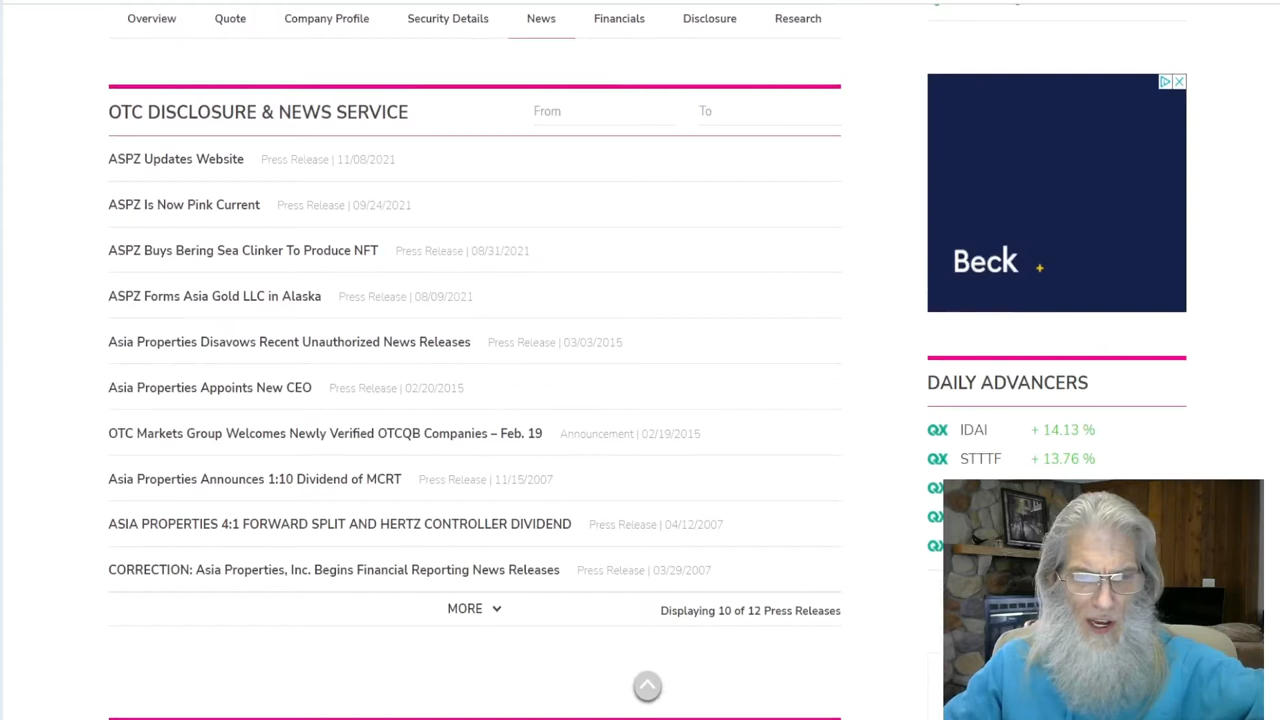 Overview Quote Company Profile Security Details News Financials Disclosure Research
OTC DISCLOSURE & NEWS SERVICE From To
ASPZ Updates Website Press Release | 11/08/2021
ASPZ Is Now Pink Current Press Release | 09/24/2021
ASPZ Buys Bering Sea Clinker To Produce NFT Press Release | 08/31/2021
ASPZ Forms Asia Gold LLC in Alaska Press Release | 08/09/2021
Asia Properties Disavows Recent Unauthorized News Releases Press Release | 03/03/2015
Asia Properties Appoints New CEO Press Release | 02/20/2015
OTC Markets Group Welcomes Newly Verified OTCQB Companies – Feb. 19 Announcement | 02/19/2015
Asia Properties Announces 1:10 Dividend of MCRT Press Release | 11/15/2007
ASIA PROPERTIES 4:1 FORWARD SPLIT AND HERTZ CONTROLLER DIVIDEND Press Release | 04/12/2007
CORRECTION: Asia Properties, Inc. Begins Financial Reporting News Releases Press Release | 03/29/2007
MORE Displaying 10 of 12 Press Releases
Beck +
DAILY ADVANCERS
QX IDAI + 14.13 %
QX STTTF + 13.76 %
QX
QX
QX